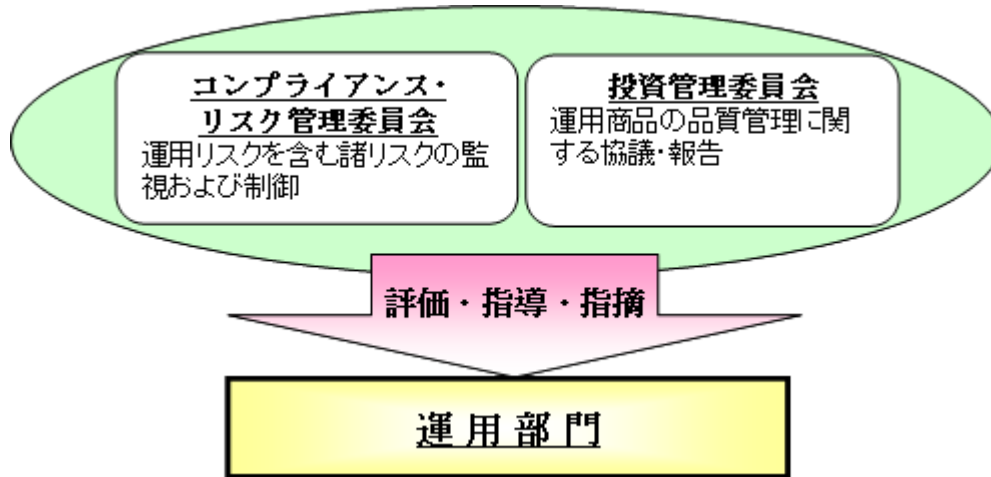 コンプライアンス・
リスク管理委員会
運用リスクを含む諸リスクの監
視および制御
投資管理委員会
運用商品の品質管理に関
する協議・報告
評価・指導・指摘
運用部門